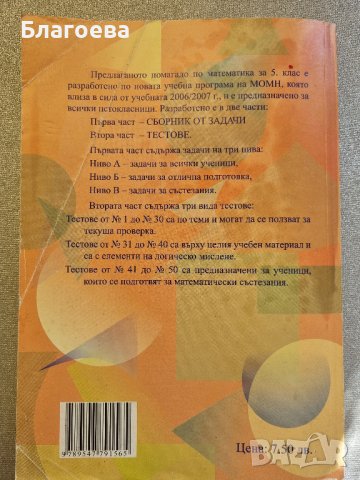 Благоева
Предлаганото помагало по математика за 5. клас е
разработено по новата учебна програма на МОМН, която
влиза в сила от учебната 2006/2007 г., и е предназначено за
всички петокласници. Разработено е в две части:
Първа част – СБОРНИК ОТ ЗАДАЧИ
Втора част – ТЕСТОВЕ.
Първата част съдържа задачи на три нива:
Ниво А – задачи за всички ученици,
Ниво Б – задачи за отлична подготовка,
Ниво В – задачи за състезания.
Втората част съдържа три вида тестове:
Тестове от № 1 до № 30 са по теми и могат да се ползват за
текуща проверка.
Тестове от № 31 до № 40 са върху целия учебен материал и
са с елементи на логическо мислене.
Тестове от № 41 до № 50 са предназначени за ученици,
които се подготвят за математически състезания.
9789547791565
Цена: 7.50 лв.
BAZAR